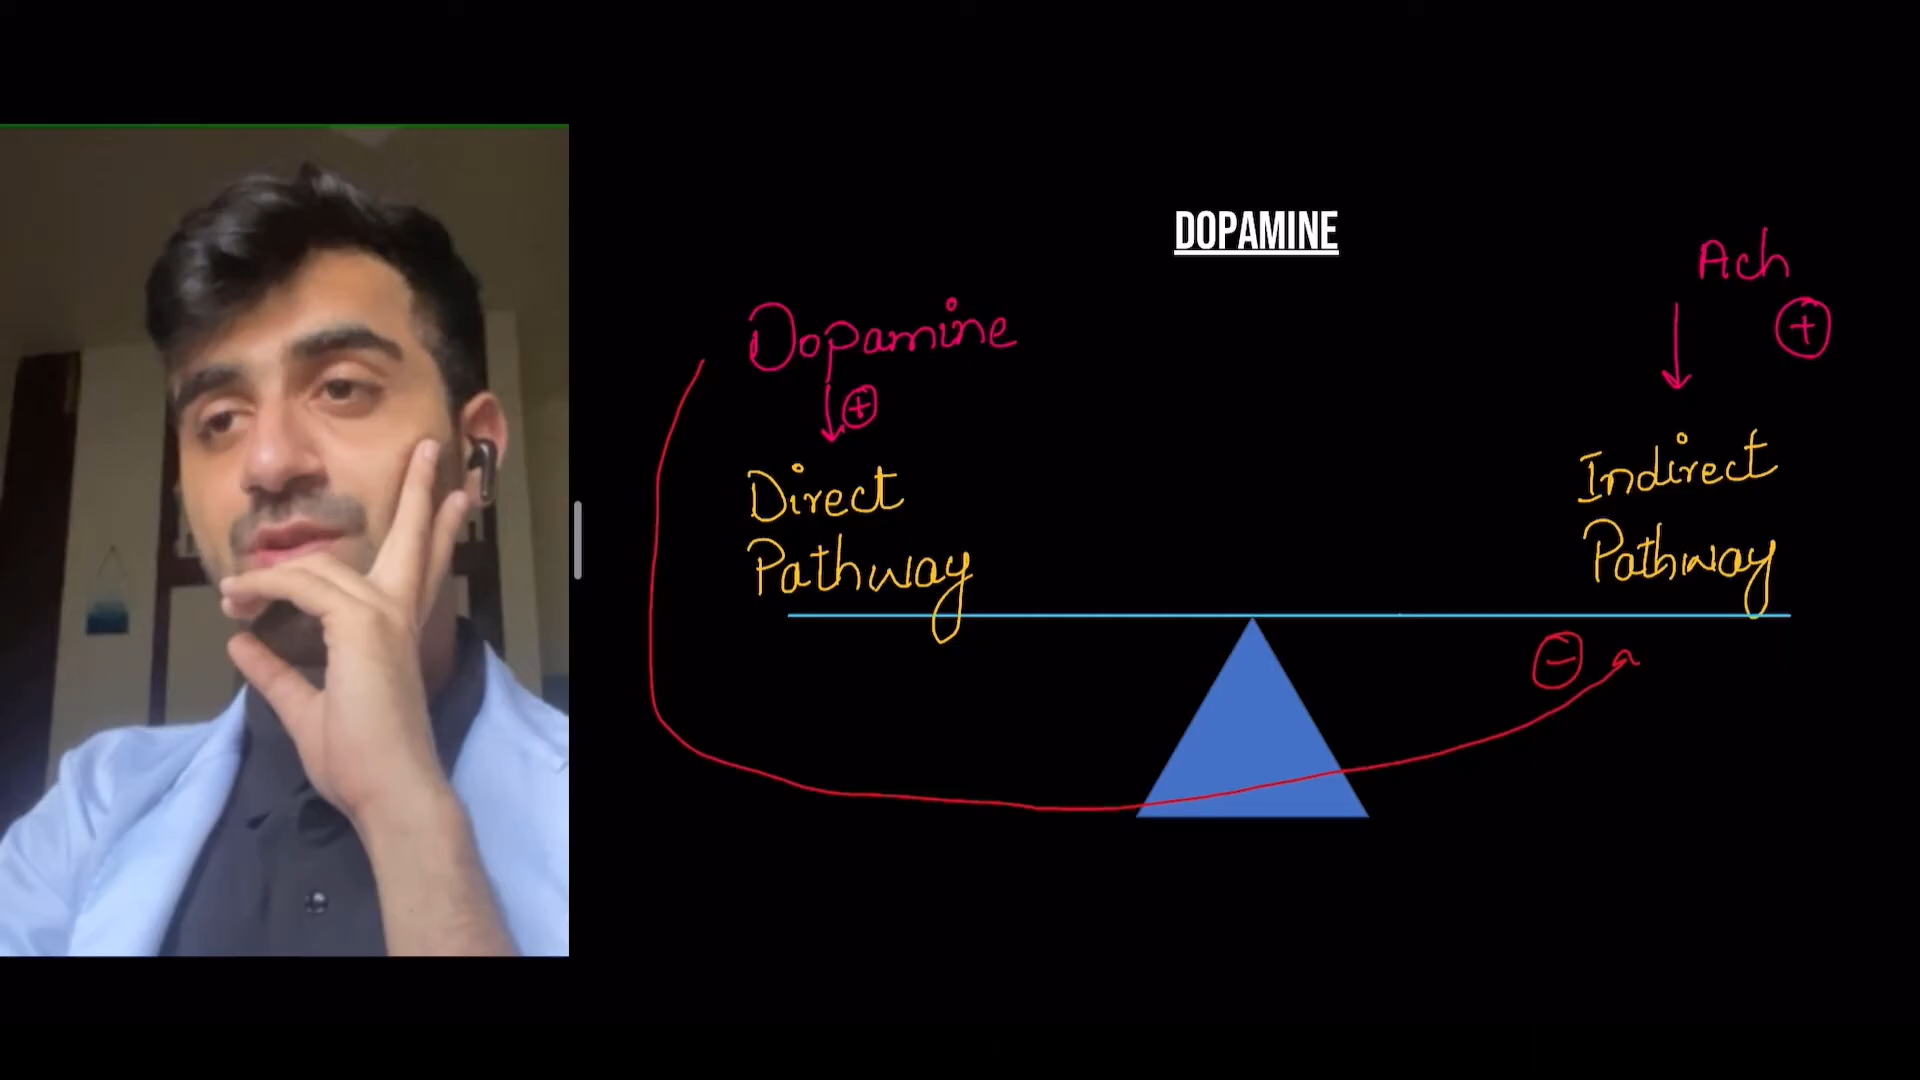 DOPAMINE
Ach
Dopamine
+
+
Direct
Pathway
Indirect
Pathway
-